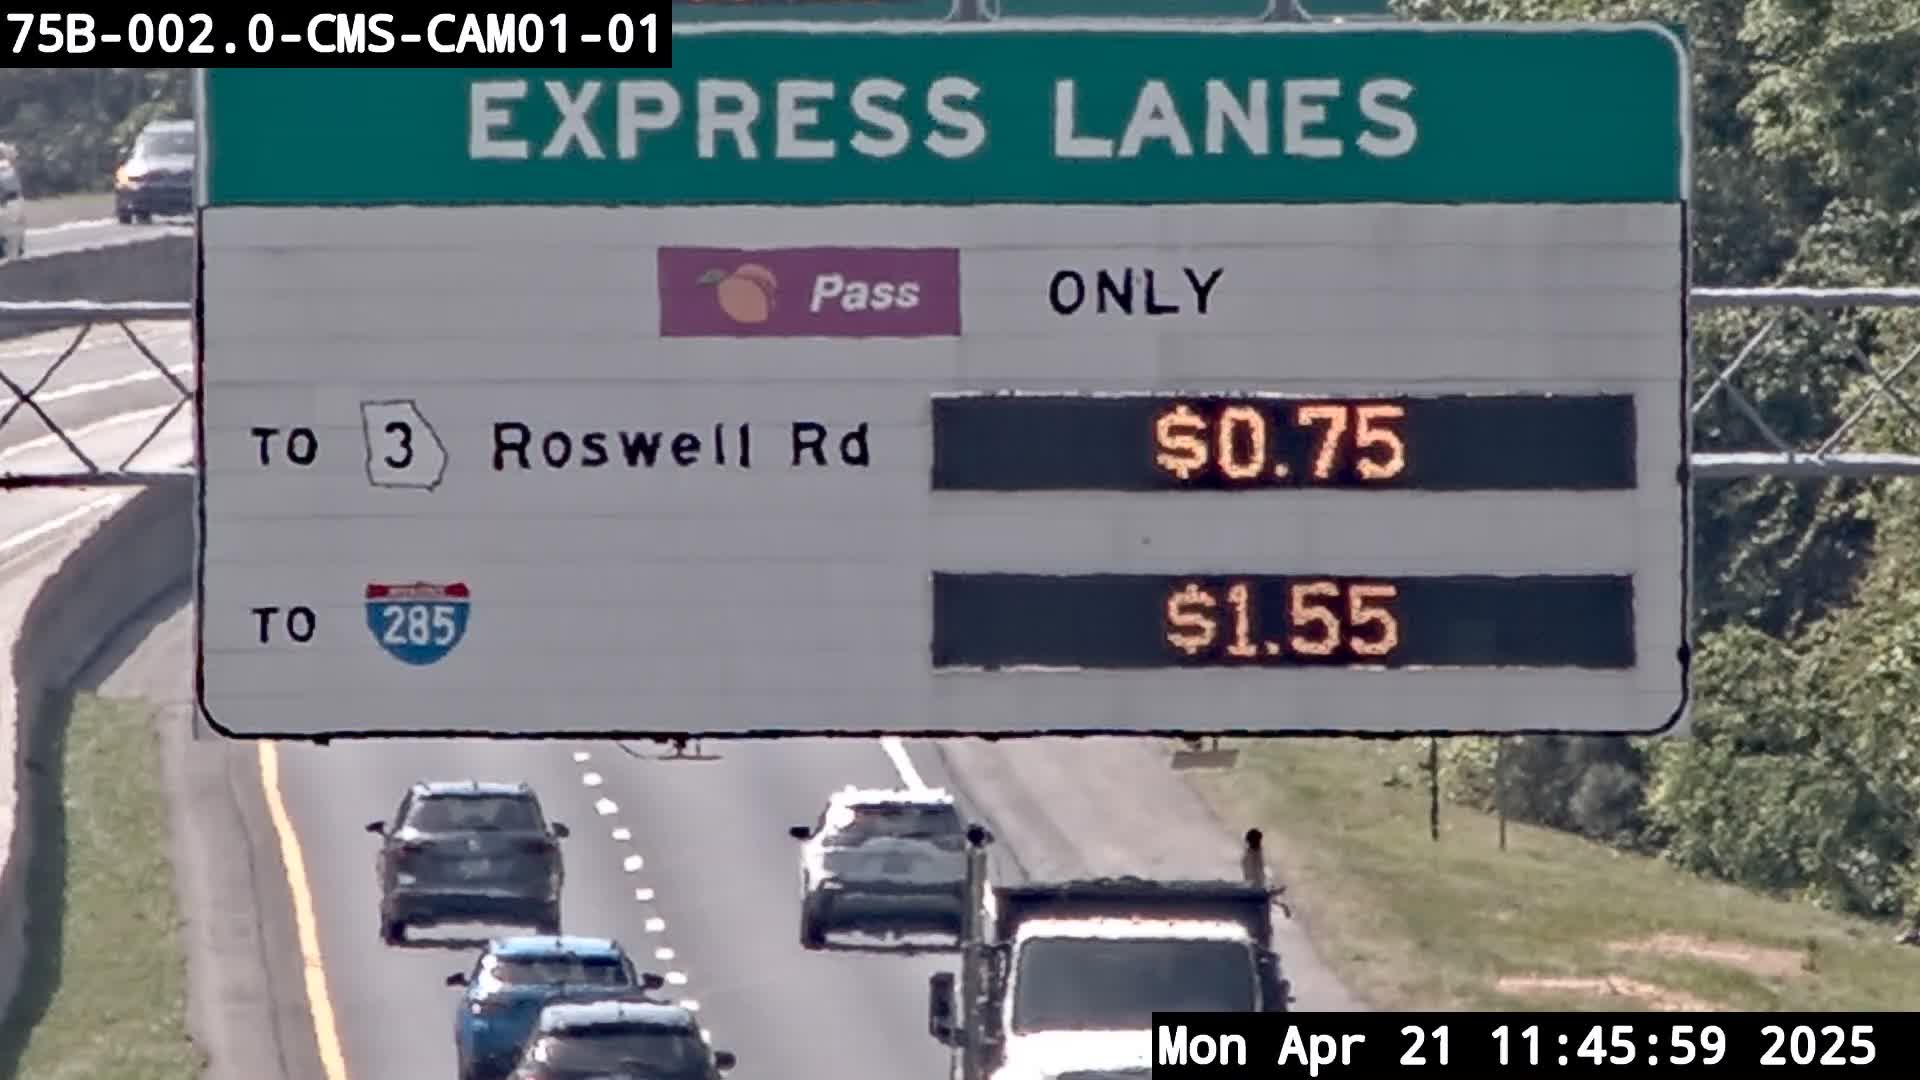 75B-002.0-CMS-CAM01-01
EXPRESS LANES
Pass ONLY
TO 3 Roswell Rd $0.75
TO 285 $1.55
Mon Apr 21 11:45:59 2025